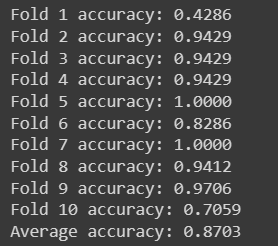 Fold 1 accuracy: 0.4286
Fold 2 accuracy: 0.9429
Fold 3 accuracy: 0.9429
Fold 4 accuracy: 0.9429
Fold 5 accuracy: 1.0000
Fold 6 accuracy: 0.8286
Fold 7 accuracy: 1.0000
Fold 8 accuracy: 0.9412
Fold 9 accuracy: 0.9706
Fold 10 accuracy: 0.7059
Average accuracy: 0.8703